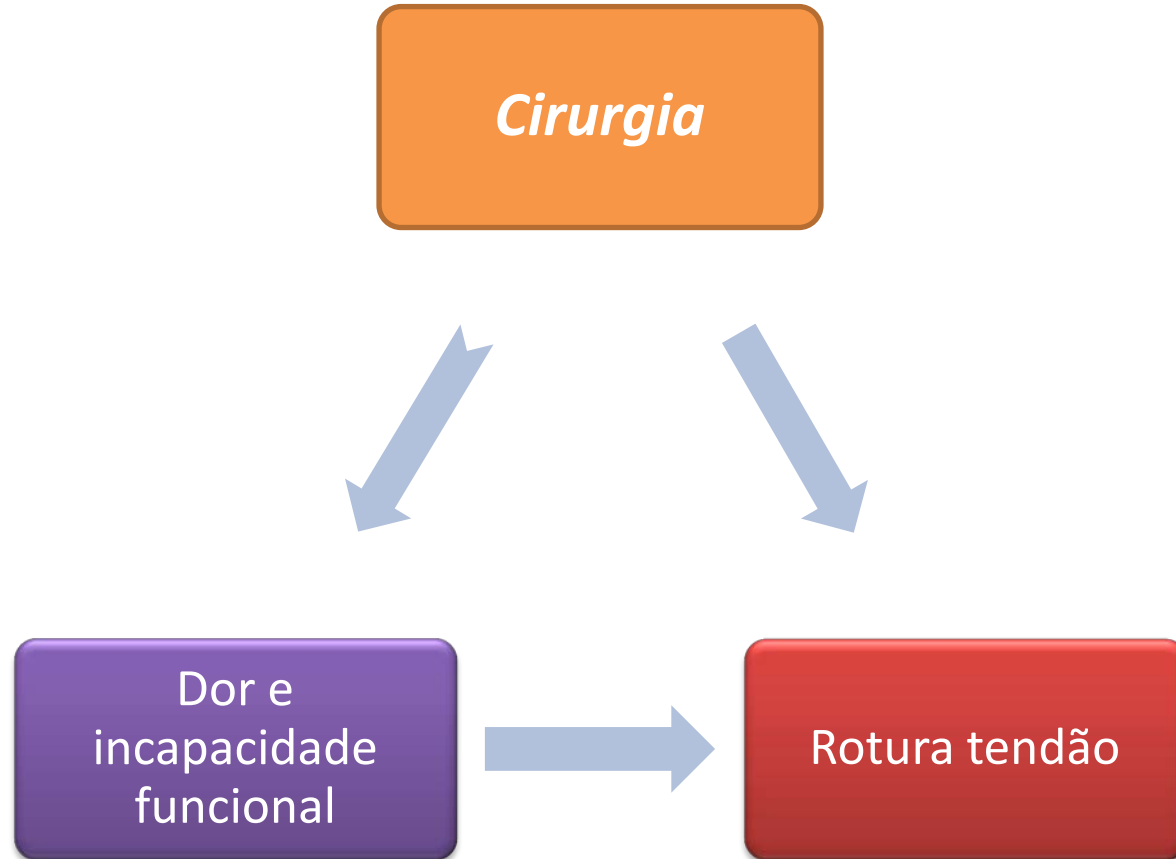 Cirurgia
Dor e
incapacidade
funcional
Rotura tendão